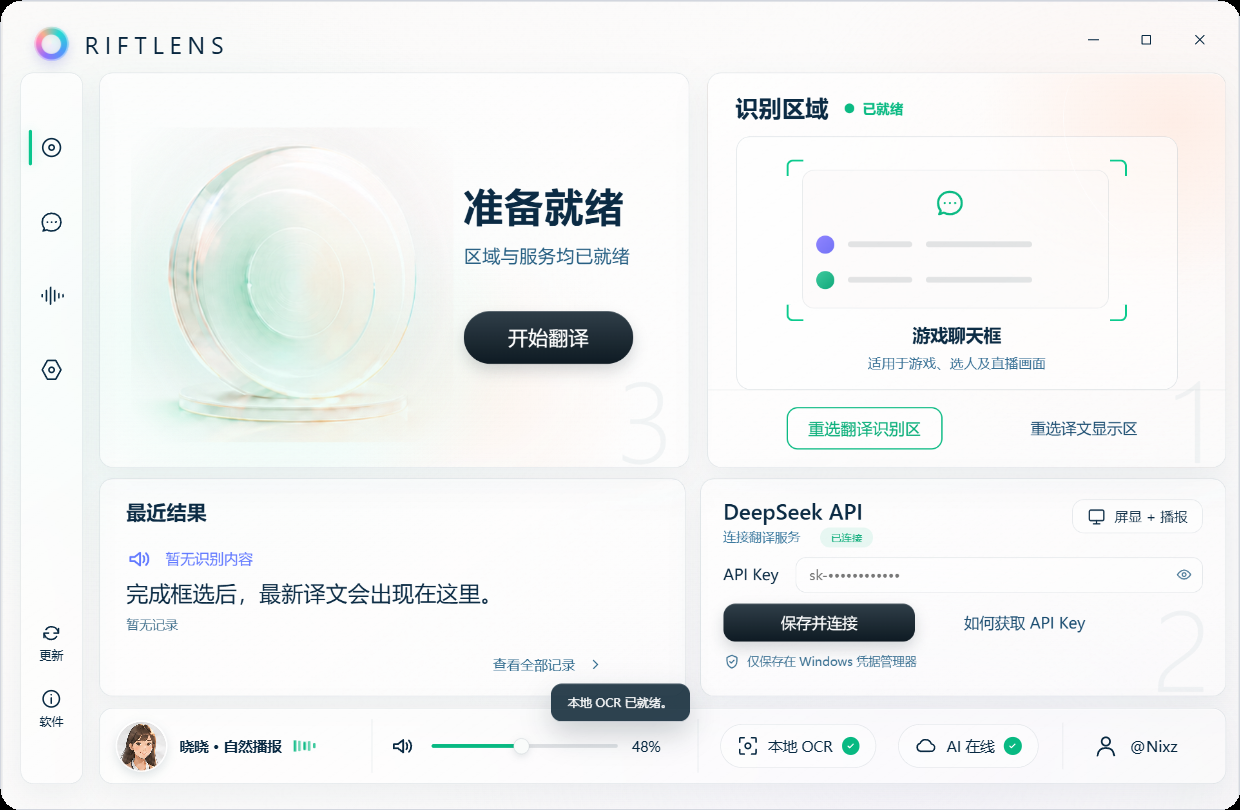 RIFTLENS
准备就绪
区域与服务均已就绪
开始翻译
3
识别区域
已就绪
游戏聊天框
适用于游戏、选人及直播画面
重选翻译识别区
重选译文显示区
1
最近结果
暂无识别内容
完成框选后，最新译文会出现在这里。
暂无记录
查看全部记录
DeepSeek API
连接翻译服务
已连接
屏显 + 播报
API Key
sk-••••••••••••
保存并连接
如何获取 API Key
仅保存在 Windows 凭据管理器
2
更新
软件
本地 OCR 已就绪。
晓晓 • 自然播报
48%
本地 OCR
AI 在线
@Nixz